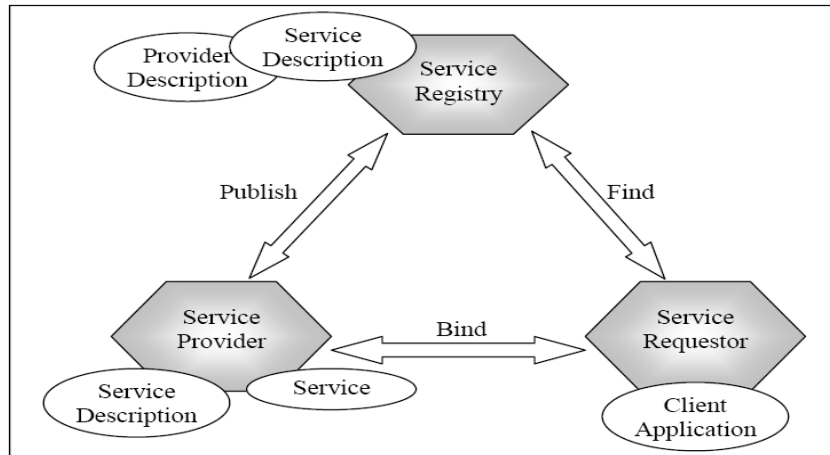 Provider
Description
Service
Description
Service
Registry
Publish
Find
Service
Provider
Bind
Service
Requestor
Service
Description
Service
Client
Application